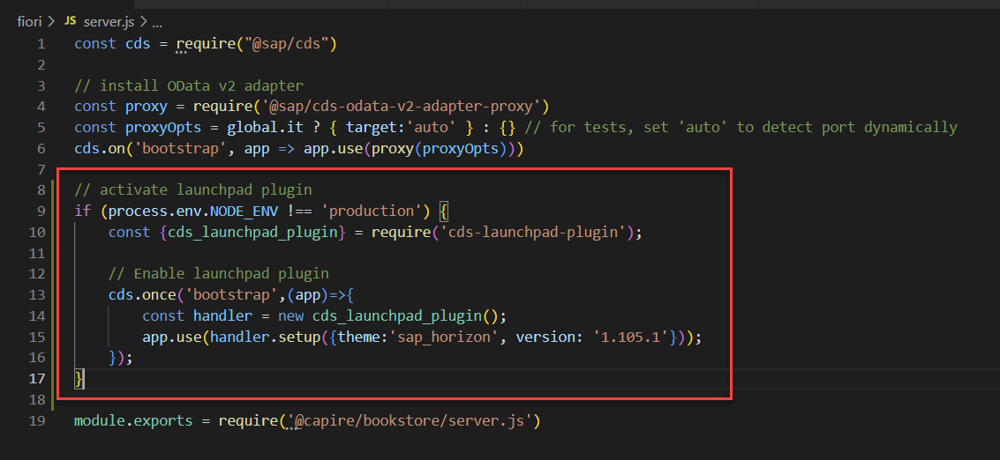 fiori > JS server.js > ...
1 const cds = require("@sap/cds")
2
3 // install OData v2 adapter
4 const proxy = require('@sap/cds-odata-v2-adapter-proxy')
5 const proxyOpts = global.it ? { target:'auto' } : {} // for tests, set 'auto' to detect port dynamically
6 cds.on('bootstrap', app => app.use(proxy(proxyOpts)))
7
8 // activate launchpad plugin
9 if (process.env.NODE_ENV !== 'production') {
10 const {cds_launchpad_plugin} = require('cds-launchpad-plugin');
11
12 // Enable launchpad plugin
13 cds.once('bootstrap',(app)=>{
14 const handler = new cds_launchpad_plugin();
15 app.use(handler.setup({theme:'sap_horizon', version: '1.105.1'}));
16 });
17 }
18
19 module.exports = require('@capire/bookstore/server.js')